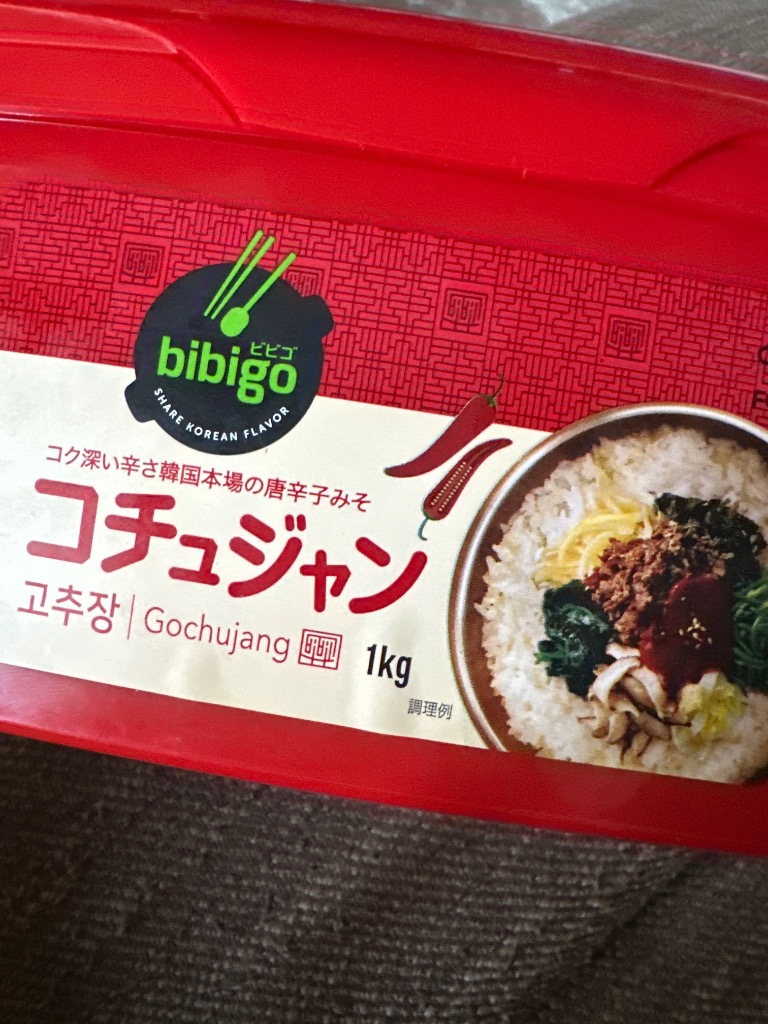 ビビゴ
bibigo
SHARE KOREAN FLAVOR
コク深い辛さ韓国本場の唐辛子みそ
コチュジャン
고추장 | Gochujang 1kg
調理例